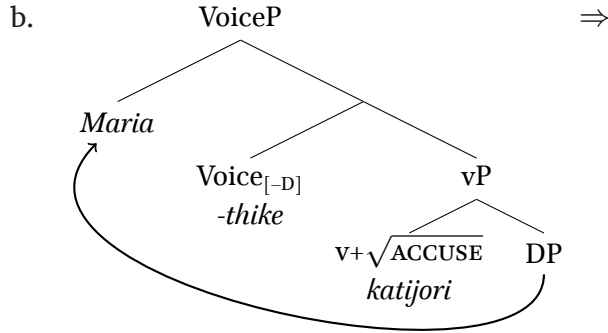 b. VoiceP ⇒
Maria
Voice[−D] vP
-thike
v+√ACCUSE DP
katijori